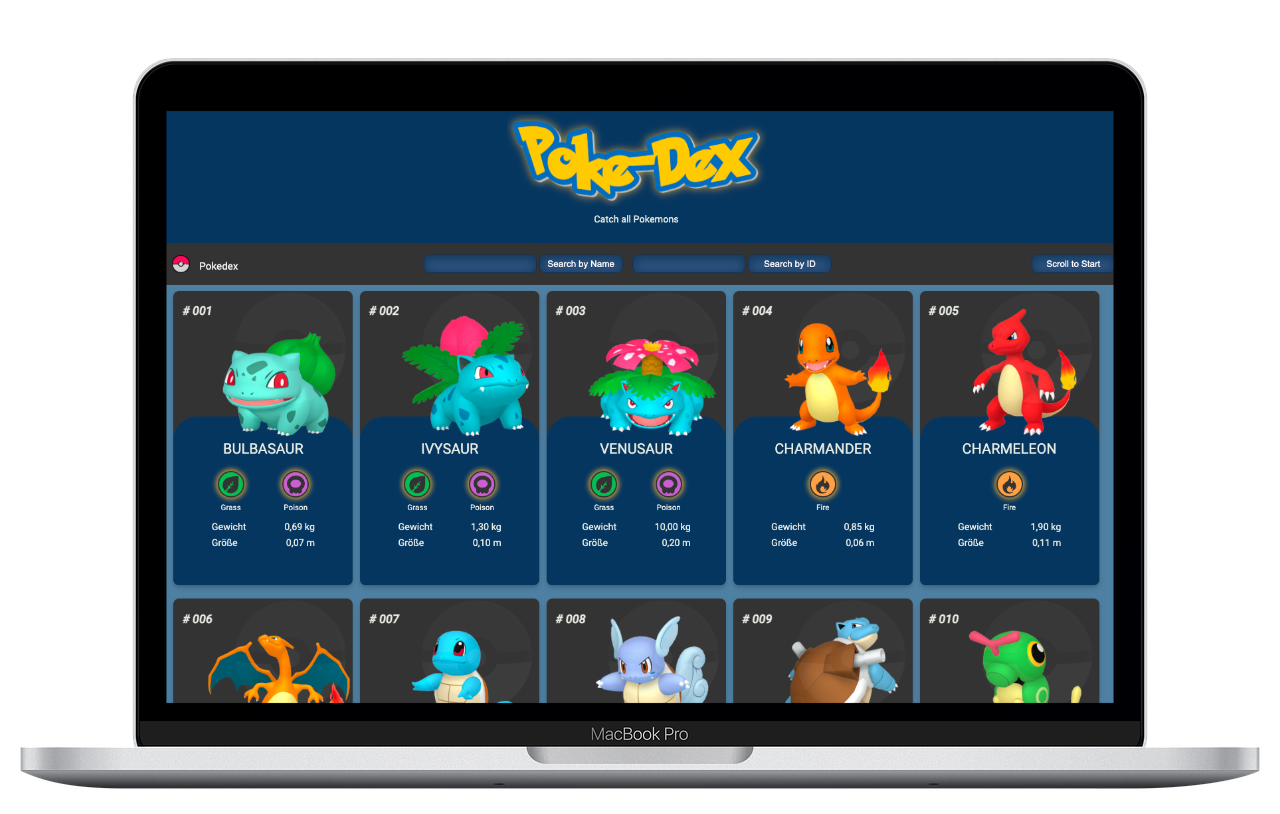 Poke-Dex
Catch all Pokemons
Pokedex Search by Name Search by ID Scroll to Start
# 001 # 002 # 003 # 004 # 005
BULBASAUR IVYSAUR VENUSAUR CHARMANDER CHARMELEON
Grass Poison Grass Poison Grass Poison Fire Fire
Gewicht 0,69 kg Gewicht 1,30 kg Gewicht 10,00 kg Gewicht 0,85 kg Gewicht 1,90 kg
Größe 0,07 m Größe 0,10 m Größe 0,20 m Größe 0,06 m Größe 0,11 m
# 006 # 007 # 008 # 009 # 010
MacBook Pro